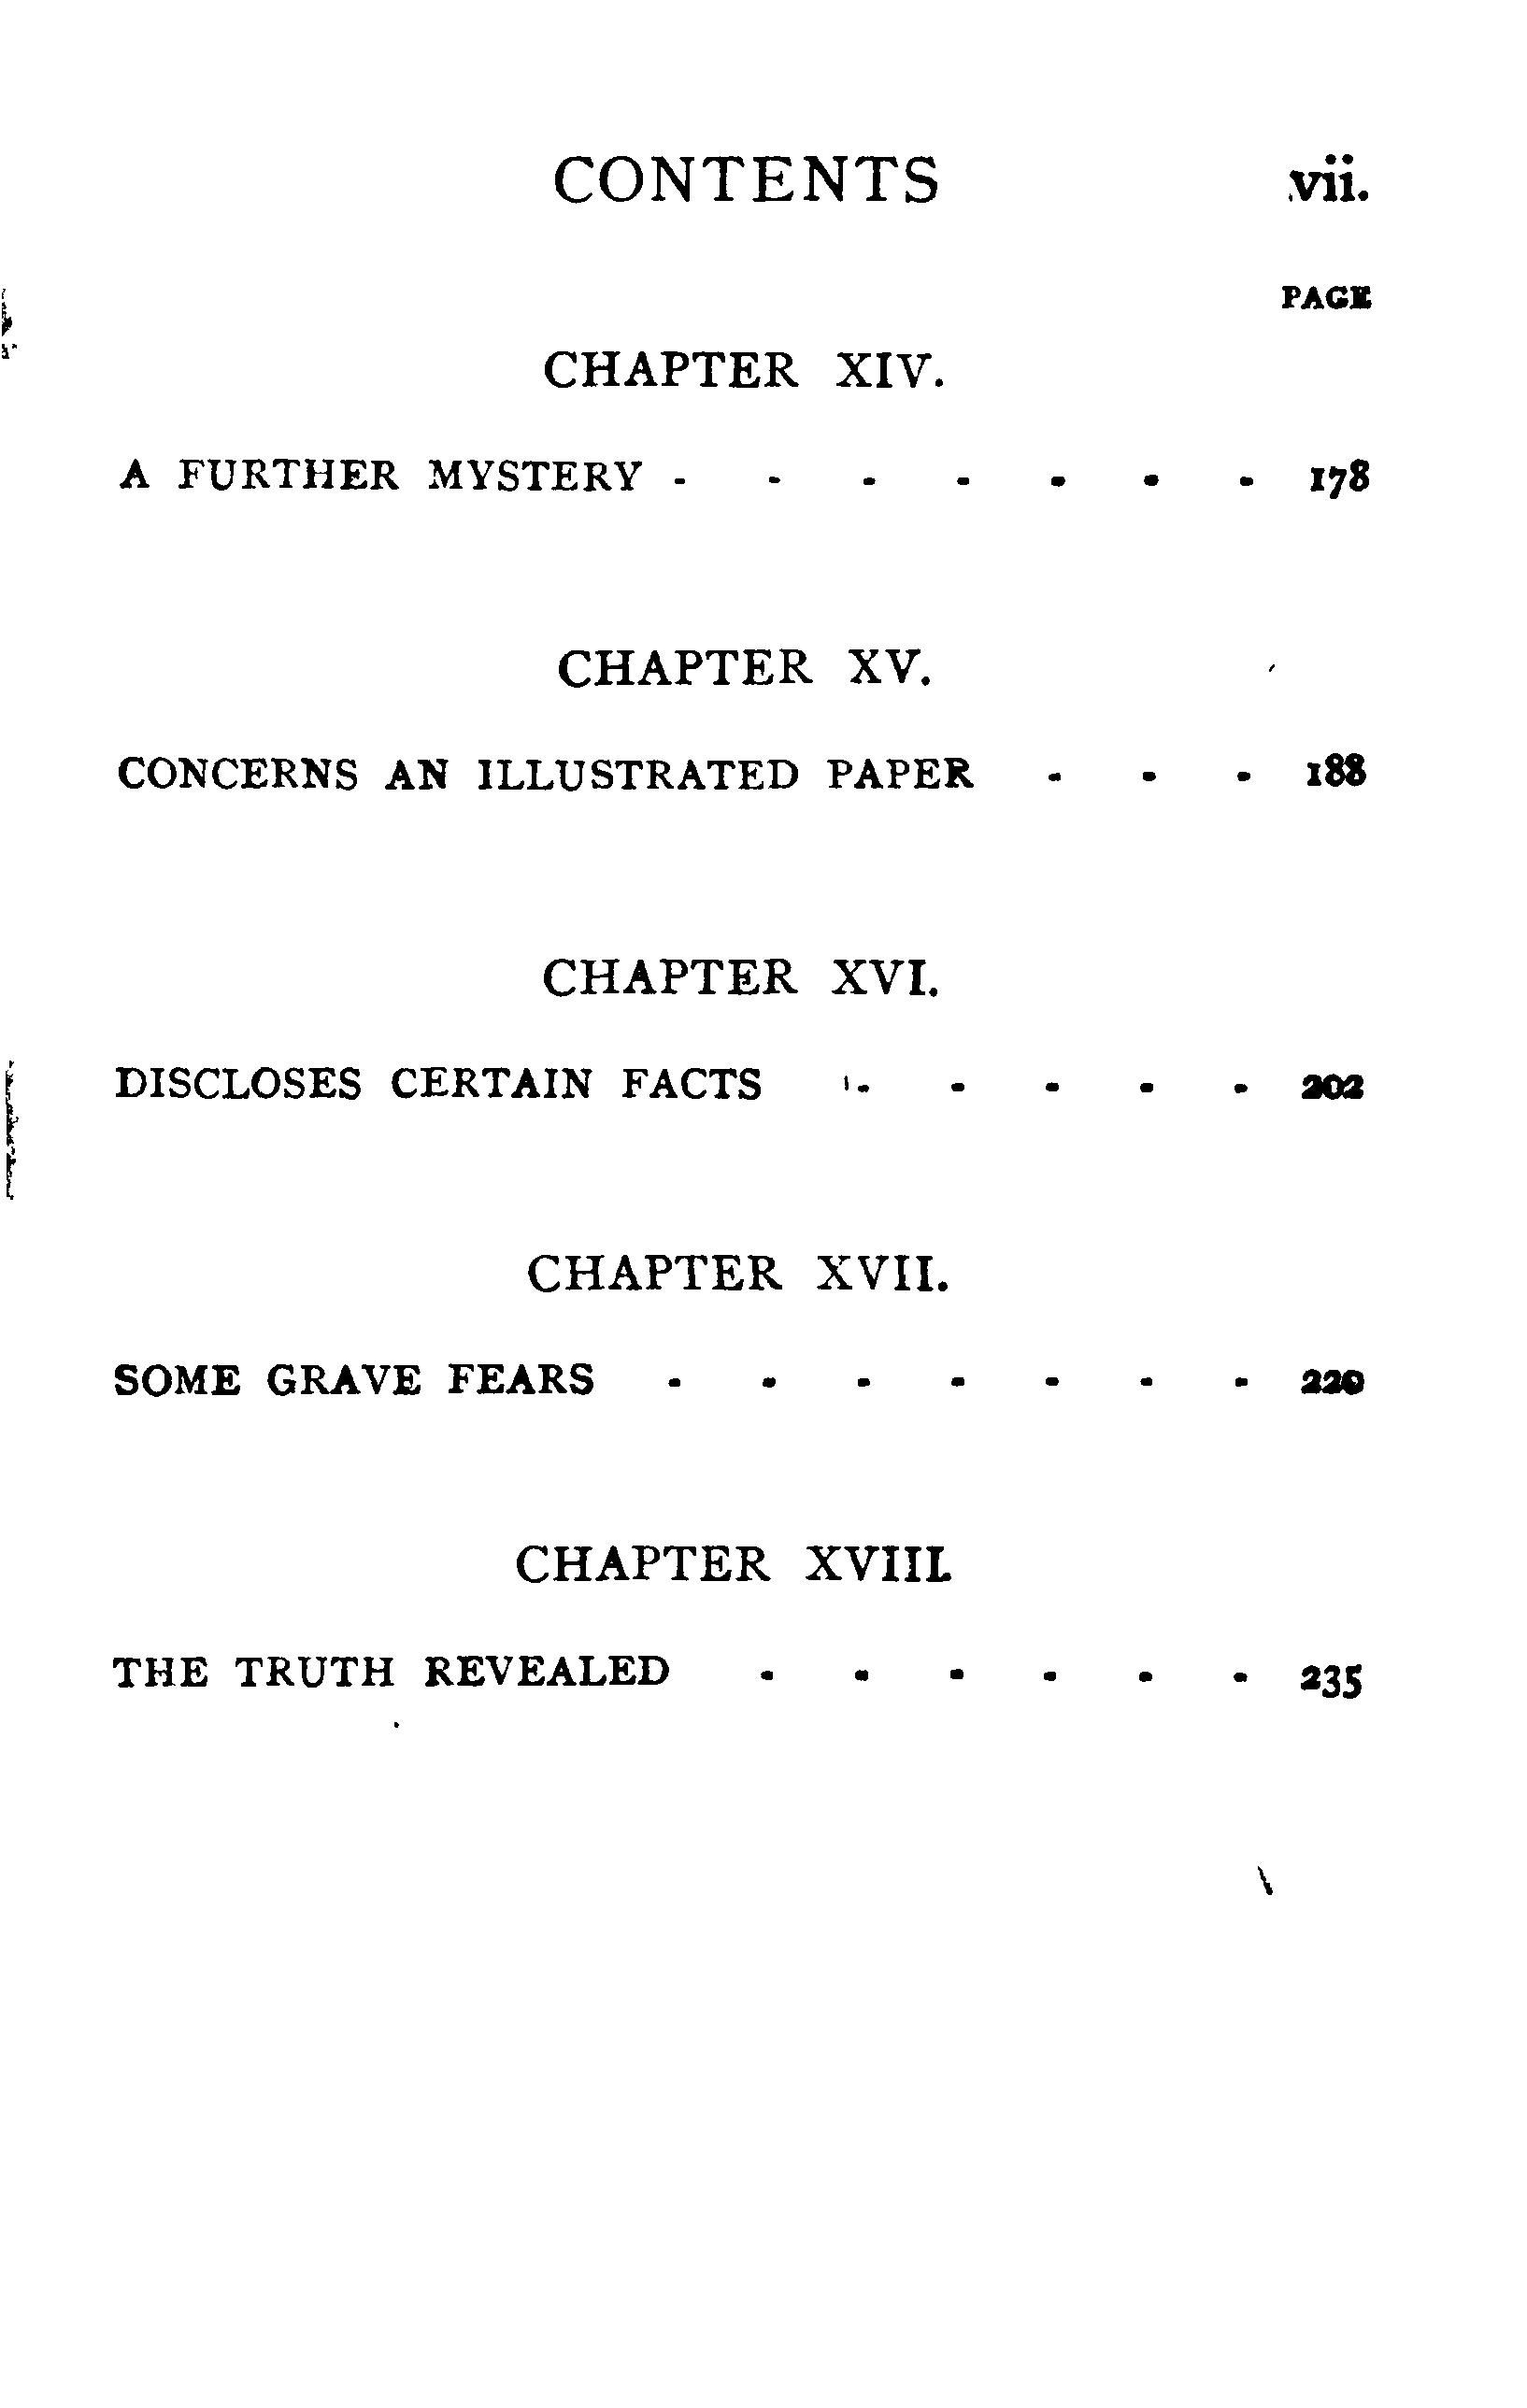 CONTENTS vii.
PAGE
CHAPTER XIV.
A FURTHER MYSTERY - - - - - - - 178
CHAPTER XV.
CONCERNS AN ILLUSTRATED PAPER - - - 188
CHAPTER XVI.
DISCLOSES CERTAIN FACTS - - - - - 202
CHAPTER XVII.
SOME GRAVE FEARS - - - - - - - 220
CHAPTER XVIII.
THE TRUTH REVEALED - - - - - - 235